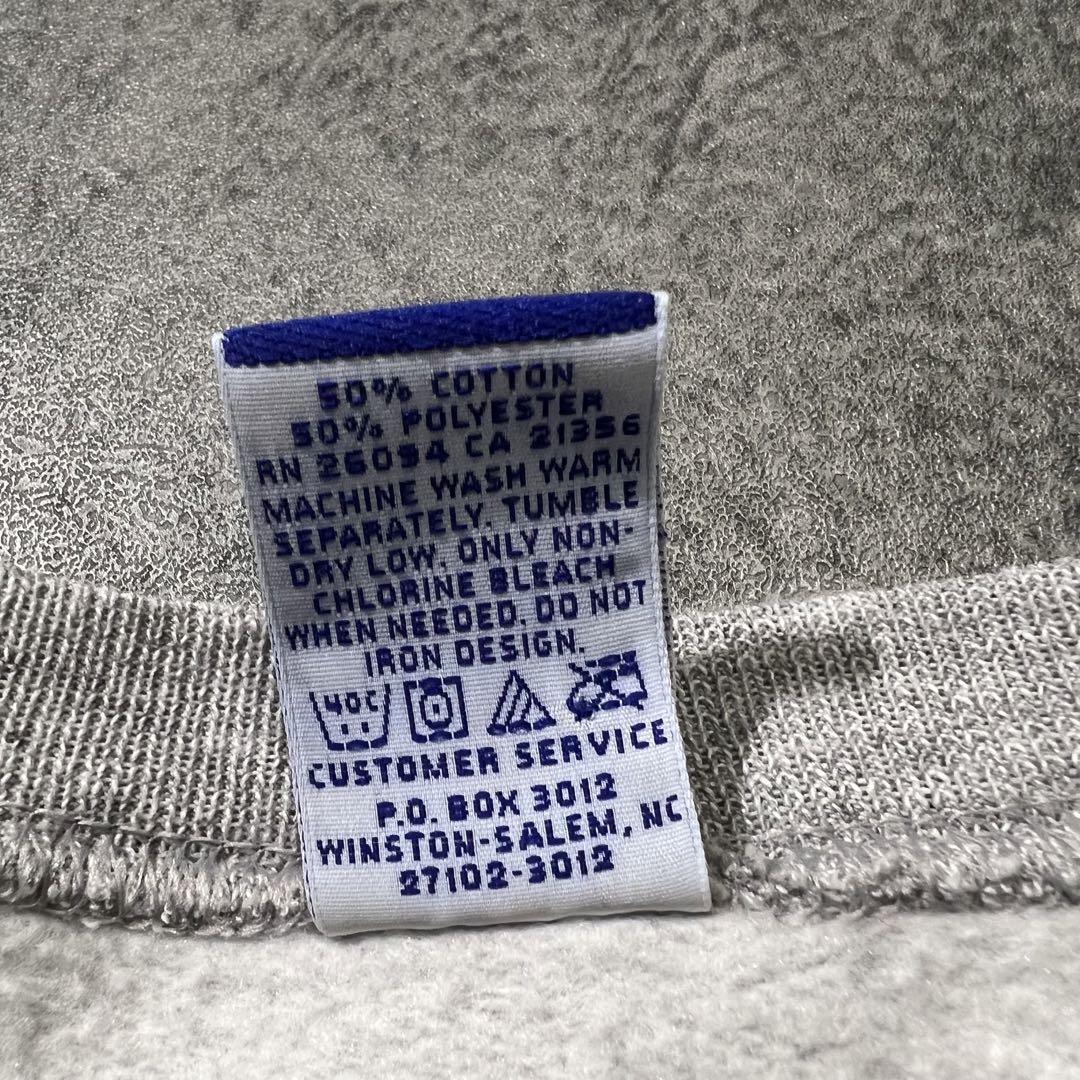 50% COTTON
50% POLYESTER
RN 26094 CA 21356
MACHINE WASH WARM
SEPARATELY. TUMBLE
DRY LOW. ONLY NON-
CHLORINE BLEACH
WHEN NEEDED. DO NOT
IRON DESIGN.
40C
CUSTOMER SERVICE
P.O. BOX 3012
WINSTON-SALEM, NC
27102-3012